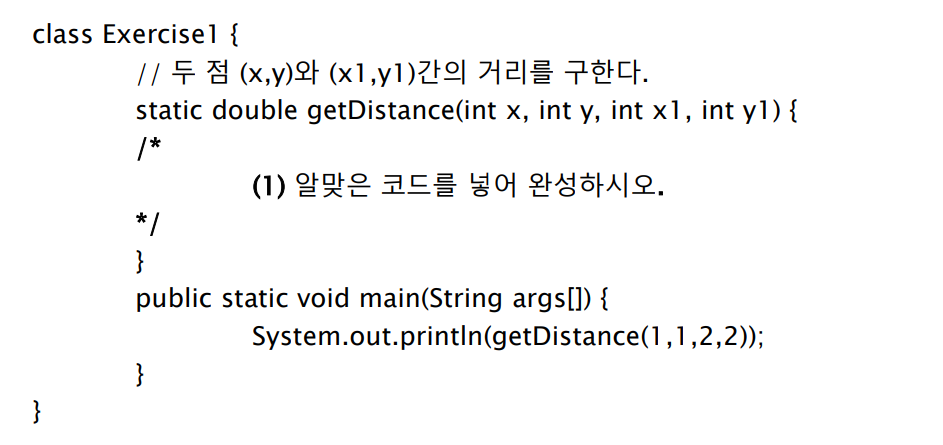 class Exercise1 {
// 두 점 (x,y)와 (x1,y1)간의 거리를 구한다.
static double getDistance(int x, int y, int x1, int y1) {
/*
(1) 알맞은 코드를 넣어 완성하시오.
*/
}
public static void main(String args[]) {
System.out.println(getDistance(1,1,2,2));
}
}